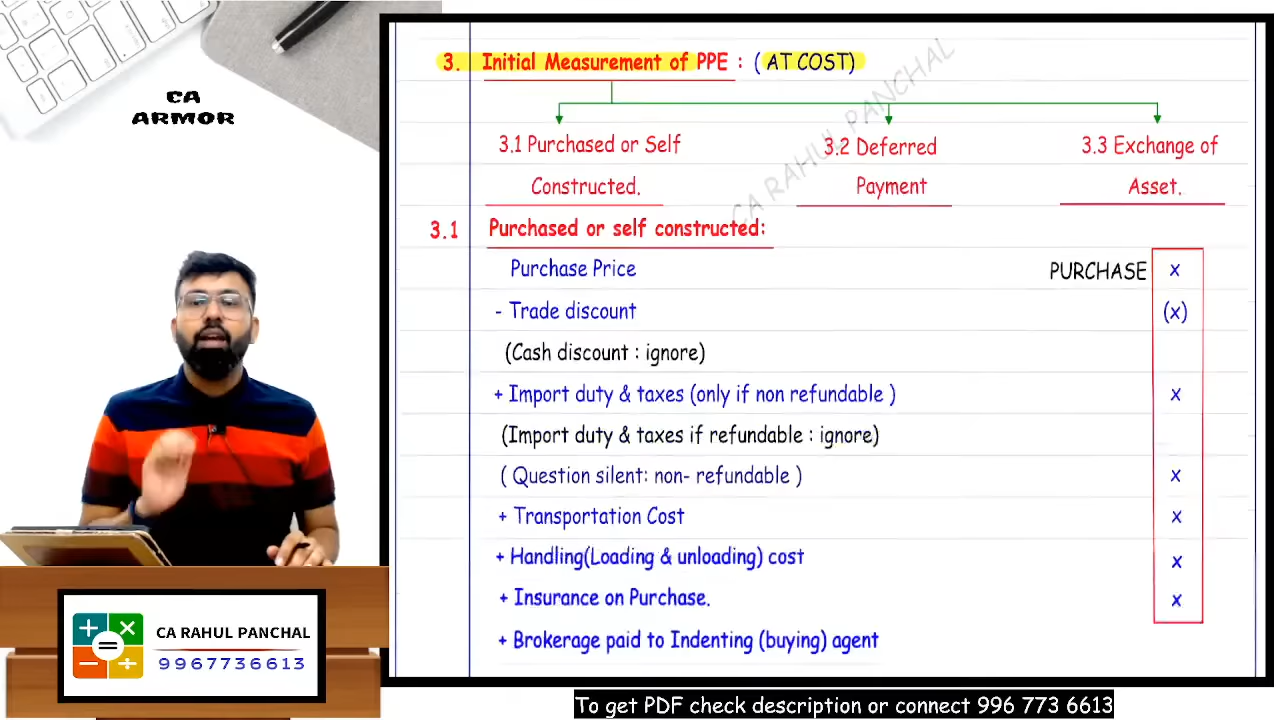 CA
ARMOR
3. Initial Measurement of PPE : (AT COST)
3.1 Purchased or Self
Constructed.
3.2 Deferred
Payment
3.3 Exchange of
Asset.
CA RAHUL PANCHAL
3.1 Purchased or self constructed:
Purchase Price PURCHASE x
- Trade discount (x)
(Cash discount : ignore)
+ Import duty & taxes (only if non refundable ) x
(Import duty & taxes if refundable : ignore)
( Question silent: non- refundable ) x
+ Transportation Cost x
+ Handling(Loading & unloading) cost x
+ Insurance on Purchase. x
+ Brokerage paid to Indenting (buying) agent
CA RAHUL PANCHAL
9967736613
To get PDF check description or connect 996 773 6613